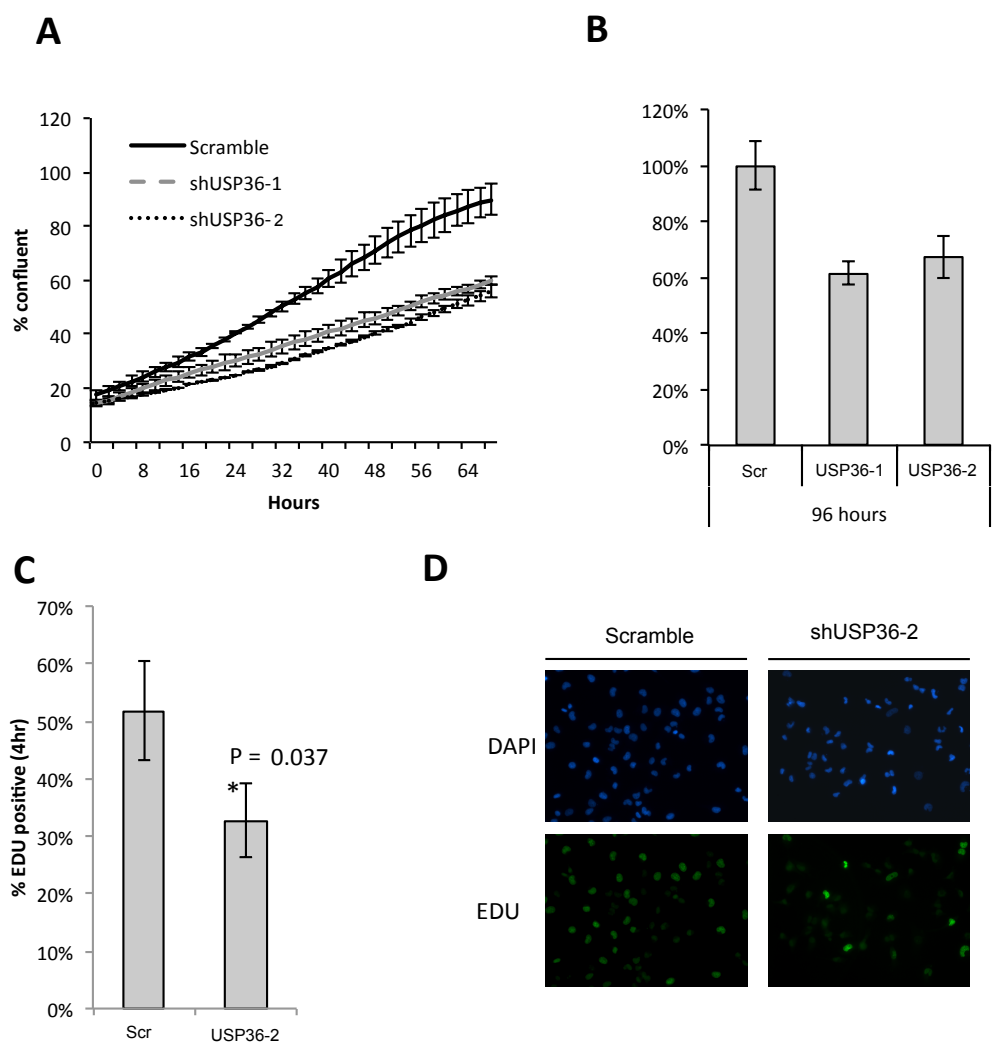 A
120
100
80
60
40
20
0
% confluent
Scramble
shUSP36-1
shUSP36-2
0 8 16 24 32 40 48 56 64
Hours
B
120%
100%
80%
60%
40%
20%
0%
Scr USP36-1 USP36-2
96 hours
C
70%
60%
50%
40%
30%
20%
10%
0%
% EDU positive (4hr)
P = 0.037
*
Scr USP36-2
D
Scramble shUSP36-2
DAPI
EDU